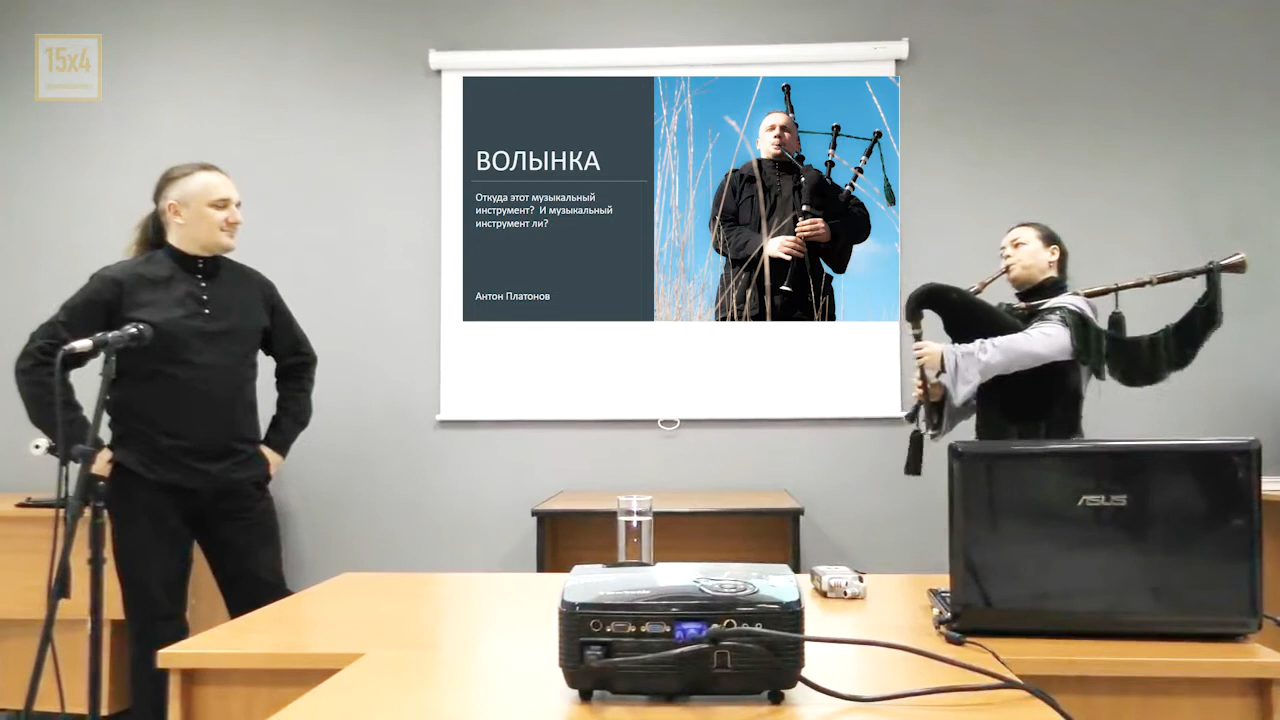 15x4
ВОЛЫНКА
Откуда этот музыкальный
инструмент? И музыкальный
инструмент ли?
Антон Платонов
ASUS